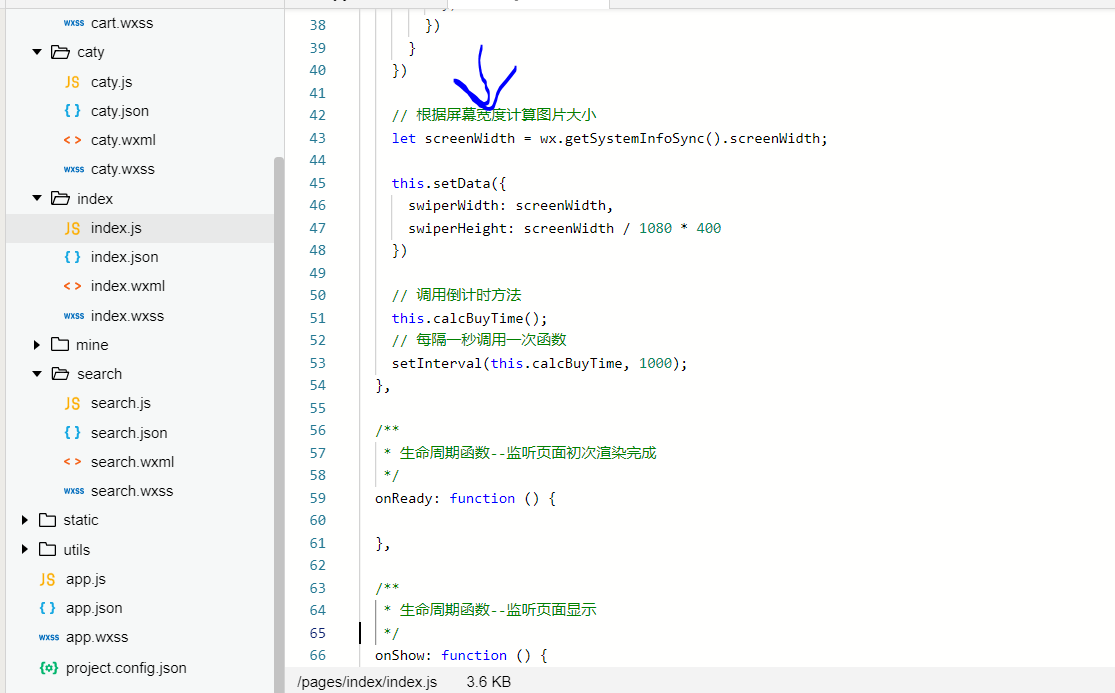 wxss cart.wxss
caty
JS caty.js
{ } caty.json
< > caty.wxml
wxss caty.wxss
index
JS index.js
{ } index.json
< > index.wxml
wxss index.wxss
mine
search
JS search.js
{ } search.json
< > search.wxml
wxss search.wxss
static
utils
JS app.js
{ } app.json
wxss app.wxss
project.config.json
38 })
39 }
40 })
41
42 // 根据屏幕宽度计算图片大小
43 let screenWidth = wx.getSystemInfoSync().screenWidth;
44
45 this.setData({
46 swiperWidth: screenWidth,
47 swiperHeight: screenWidth / 1080 * 400
48 })
49
50 // 调用倒计时方法
51 this.calcBuyTime();
52 // 每隔一秒调用一次函数
53 setInterval(this.calcBuyTime, 1000);
54 },
55
56 /**
57 * 生命周期函数--监听页面初次渲染完成
58 */
59 onReady: function () {
60
61 },
62
63 /**
64 * 生命周期函数--监听页面显示
65 */
66 onShow: function () {
/pages/index/index.js 3.6 KB